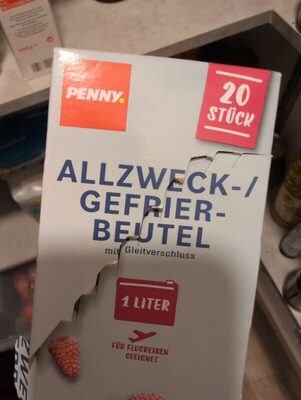 PENNY.
20
STÜCK
ALLZWECK-/
GEFRIER-
BEUTEL
mit Gleitverschluss
1 LITER
FÜR FLUGREISEN
GEEIGNET